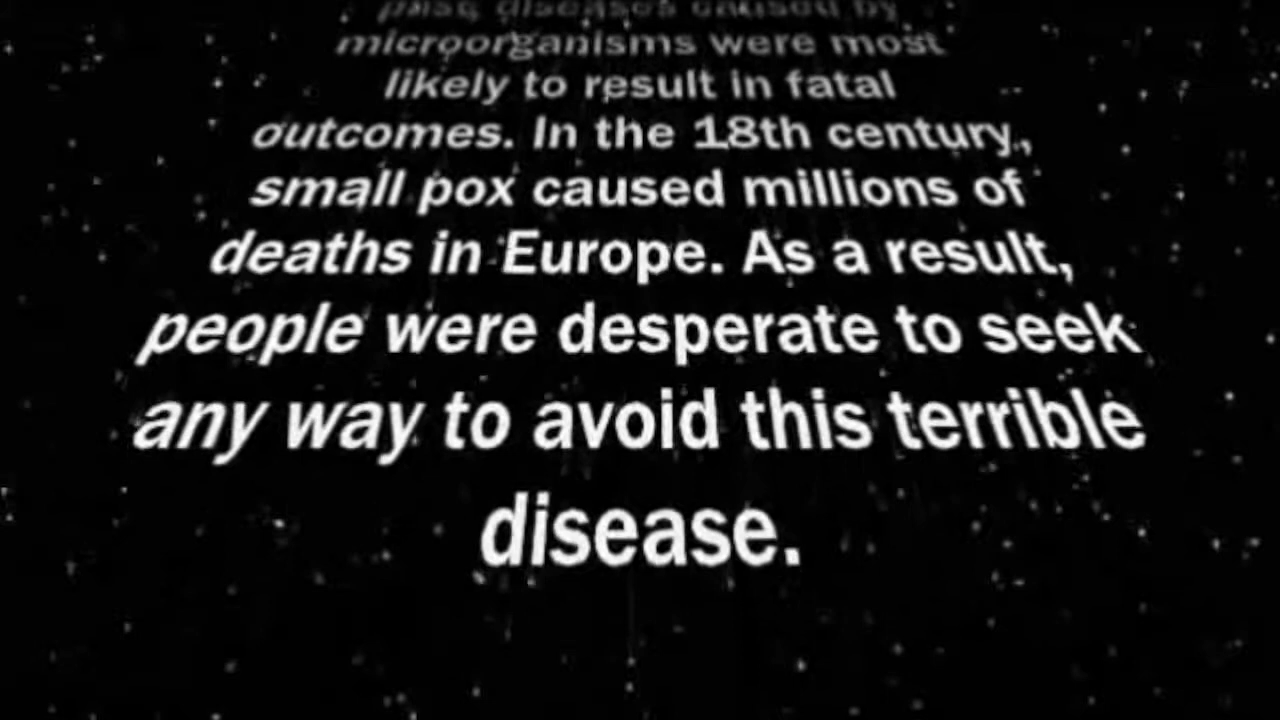 past diseases caused by
microorganisms were most
likely to result in fatal
outcomes. In the 18th century,
small pox caused millions of
deaths in Europe. As a result,
people were desperate to seek
any way to avoid this terrible
disease.